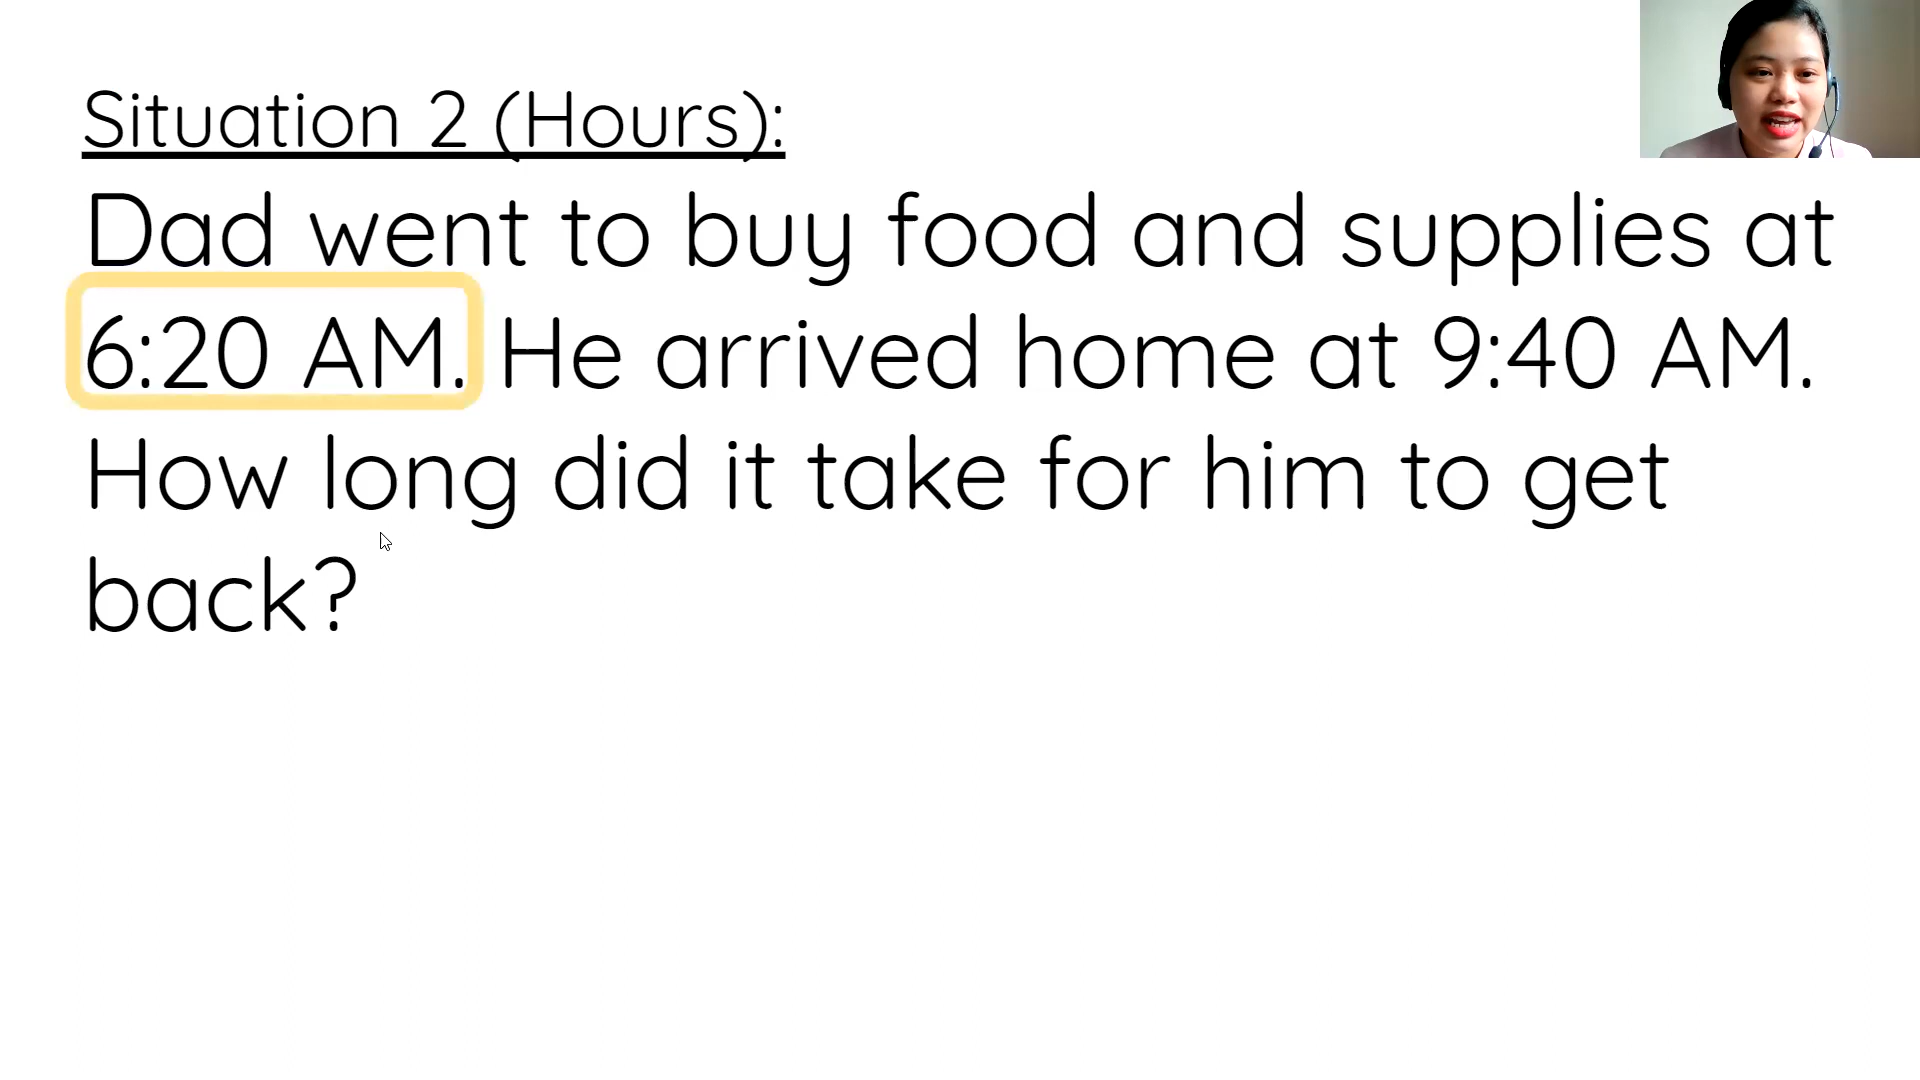 Situation 2 (Hours):
Dad went to buy food and supplies at
6:20 AM. He arrived home at 9:40 AM.
How long did it take for him to get
back?